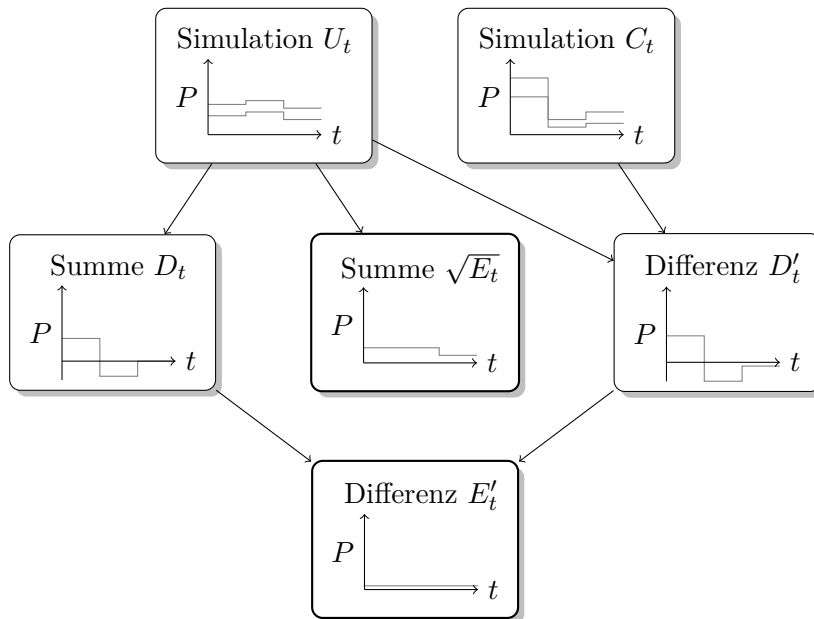 Simulation $U_t$
P
t
Simulation $C_t$
P
t
Summe $D_t$
P
t
Summe $\sqrt{E_t}$
P
t
Differenz $D'_t$
P
t
Differenz $E'_t$
P
t